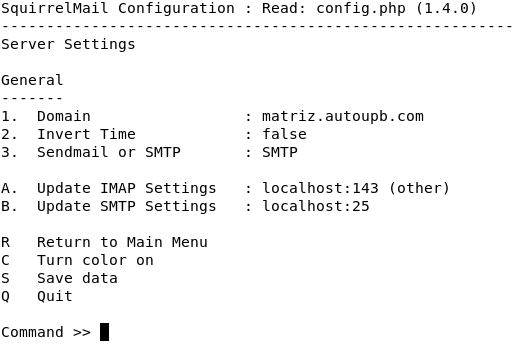 SquirrelMail Configuration : Read: config.php (1.4.0)
---------------------------------------------------------
Server Settings
General
-------
1.  Domain                 : matriz.autoupb.com
2.  Invert Time            : false
3.  Sendmail or SMTP       : SMTP
A.  Update IMAP Settings   : localhost:143 (other)
B.  Update SMTP Settings   : localhost:25
R   Return to Main Menu
C   Turn color on
S   Save data
Q   Quit
Command >>